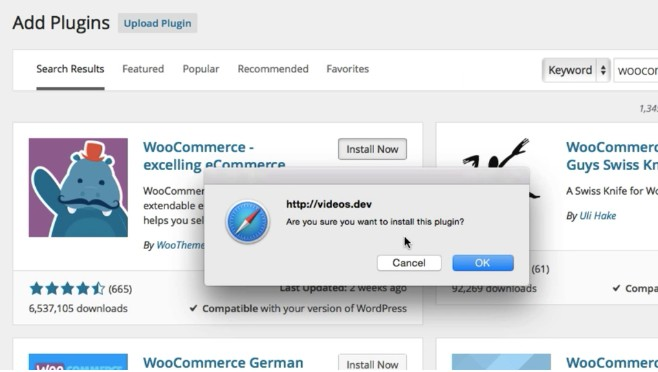 Add Plugins
Upload Plugin
Search Results
Featured
Popular
Recommended
Favorites
Keyword
1,34
WooCommerce -
excelling eCommerce
Install Now
WooCommer
extendable e
helps you sel
By WooTheme
(665)
Last Updated: 2 weeks ago
6,537,105 downloads
Compatible with your version of WordPress
http://videos.dev
Are you sure you want to install this plugin?
Cancel
OK
WooCommerc
Guys Swiss Kn
A Swiss Knife for Wo
By Uli Hake
(61)
92,269 downloads
Compa
WOO COMMERCE
WooCommerce German
Install Now
WooCommerc